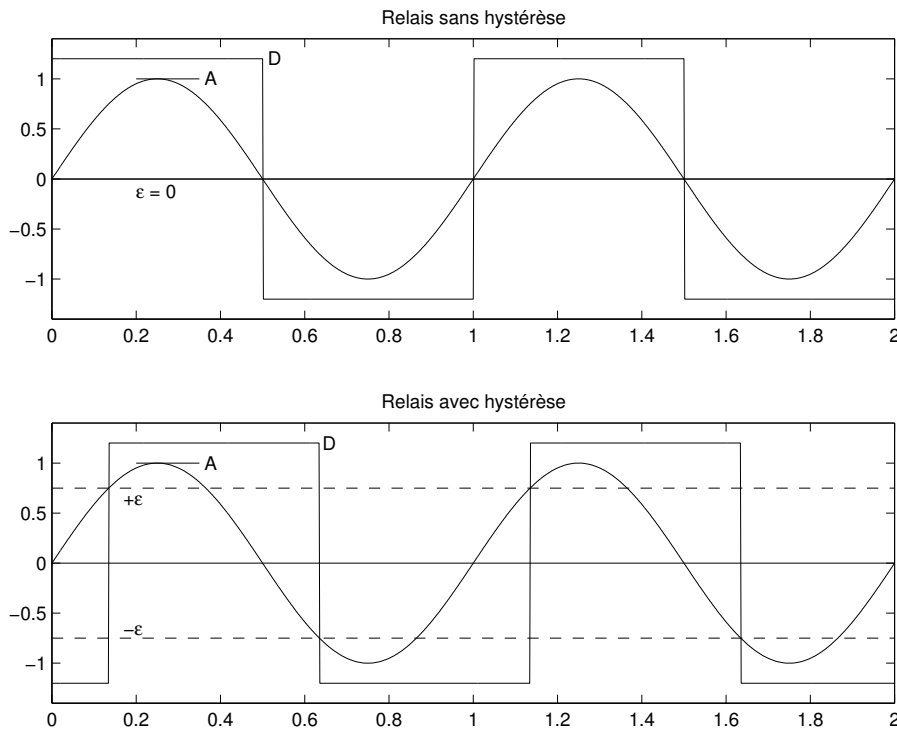 Relais sans hystérèse
D
A
1
0.5
0
ε = 0
−0.5
−1
0 0.2 0.4 0.6 0.8 1 1.2 1.4 1.6 1.8 2
Relais avec hystérèse
D
A
1
+ε
0.5
0
−0.5
−ε
−1
0 0.2 0.4 0.6 0.8 1 1.2 1.4 1.6 1.8 2